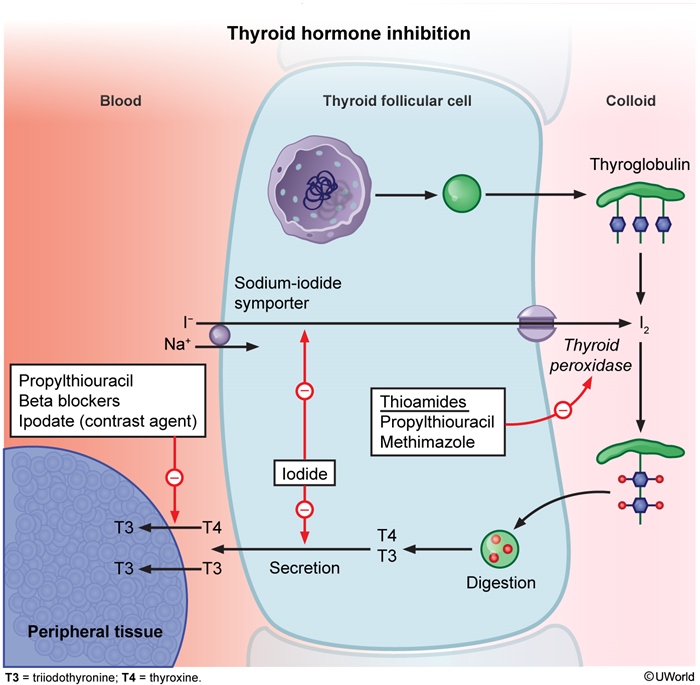 Thyroid hormone inhibition
Blood
Thyroid follicular cell
Colloid
Thyroglobulin
Sodium-iodide
symporter
I⁻
Na⁺
I₂
Thyroid
peroxidase
Propylthiouracil
Beta blockers
Ipodate (contrast agent)
Thioamides
Propylthiouracil
Methimazole
−
−
−
Iodide
−
T3
T4
T3
T3
Secretion
T4
T3
Digestion
Peripheral tissue
T3 = triiodothyronine; T4 = thyroxine.
©UWorld